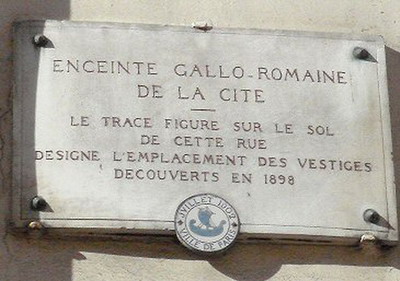 ENCEINTE GALLO-ROMAINE
DE LA CITE
LE TRACE FIGURE SUR LE SOL
DE CETTE RUE
DESIGNE L'EMPLACEMENT DES VESTIGES
DECOUVERTS EN 1898
JVILLET
VILLE DE PARIS